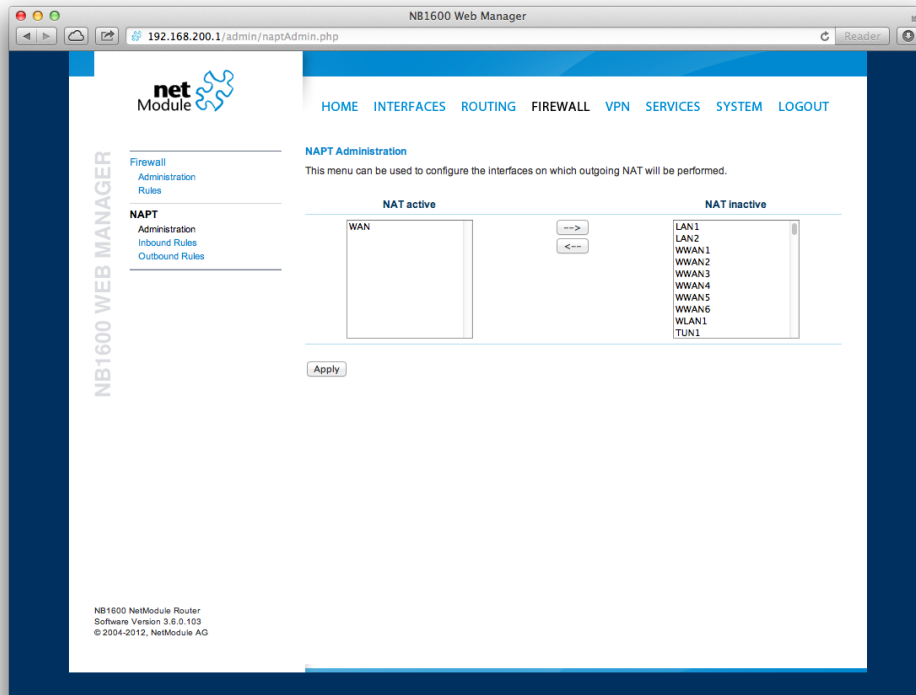 NB1600 Web Manager
192.168.200.1/admin/naptAdmin.php
Reader
net
Module
HOME INTERFACES ROUTING FIREWALL VPN SERVICES SYSTEM LOGOUT
NB1600 WEB MANAGER
Firewall
Administration
Rules
NAPT
Administration
Inbound Rules
Outbound Rules
NAPT Administration
This menu can be used to configure the interfaces on which outgoing NAT will be performed.
NAT active NAT inactive
WAN
-->
<--
LAN1
LAN2
WWAN1
WWAN2
WWAN3
WWAN4
WWAN5
WWAN6
WLAN1
TUN1
Apply
NB1600 NetModule Router
Software Version 3.6.0.103
© 2004-2012, NetModule AG